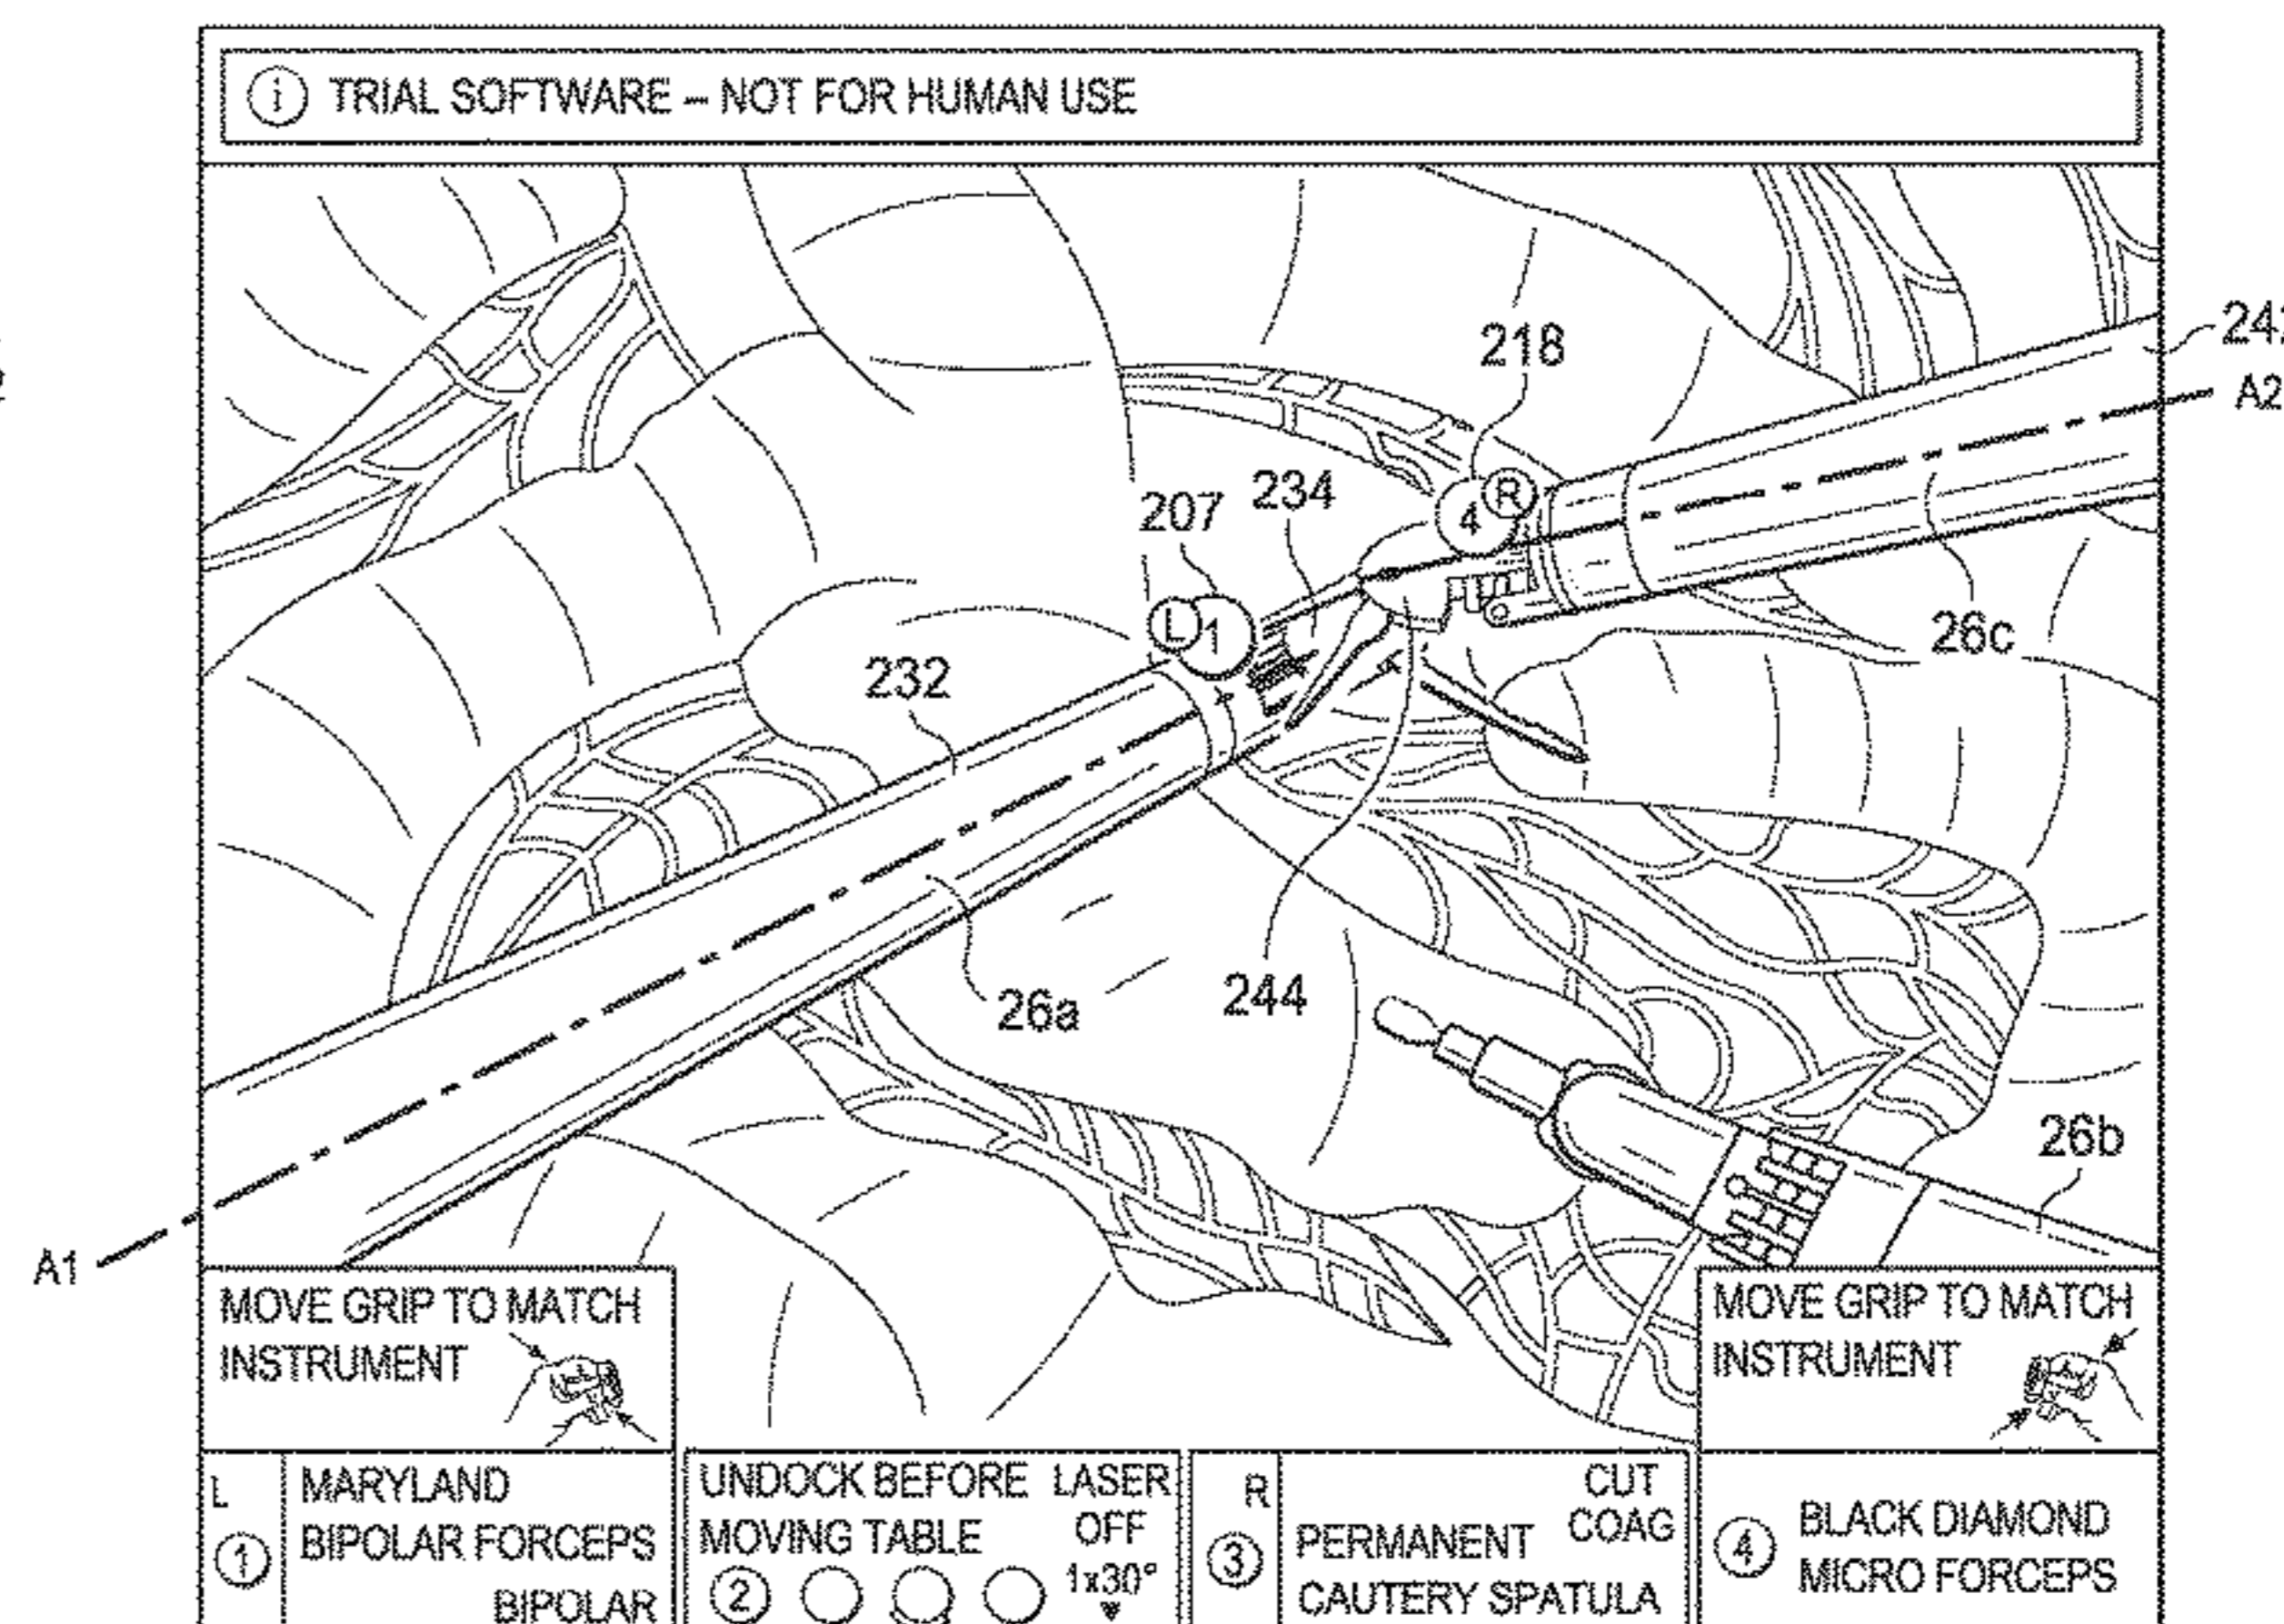 i TRIAL SOFTWARE – NOT FOR HUMAN USE
218
A2
207
234
4 R
L 1
26c
232
26a
244
26b
A1
MOVE GRIP TO MATCH
INSTRUMENT
MOVE GRIP TO MATCH
INSTRUMENT
L
1
MARYLAND
BIPOLAR FORCEPS
BIPOLAR
UNDOCK BEFORE
MOVING TABLE
2
LASER
OFF
1x30°
R
3
CUT
COAG
PERMANENT
CAUTERY SPATULA
4
BLACK DIAMOND
MICRO FORCEPS